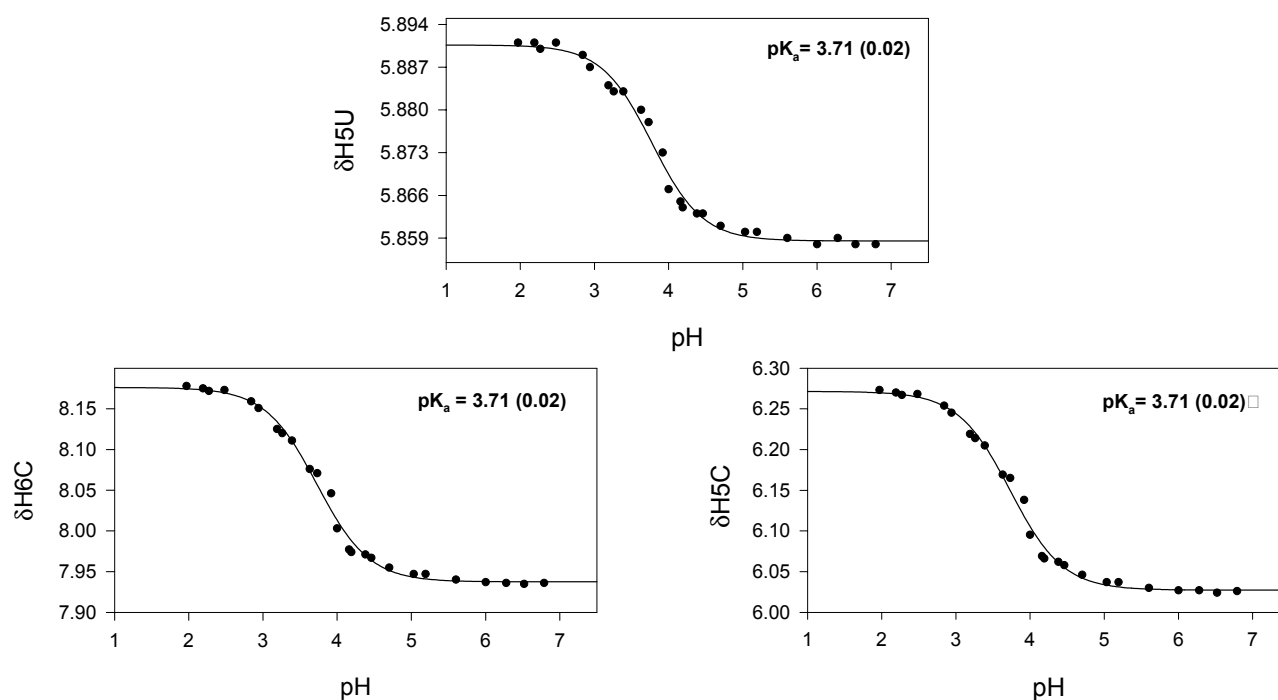 5.894
5.887
5.880
5.873
5.866
5.859
δH5U
pKa= 3.71 (0.02)
1 2 3 4 5 6 7
pH
8.15
8.10
8.05
8.00
7.95
7.90
δH6C
pKa = 3.71 (0.02)
1 2 3 4 5 6 7
pH
6.30
6.25
6.20
6.15
6.10
6.05
6.00
δH5C
pKa = 3.71 (0.02)□
1 2 3 4 5 6 7
pH